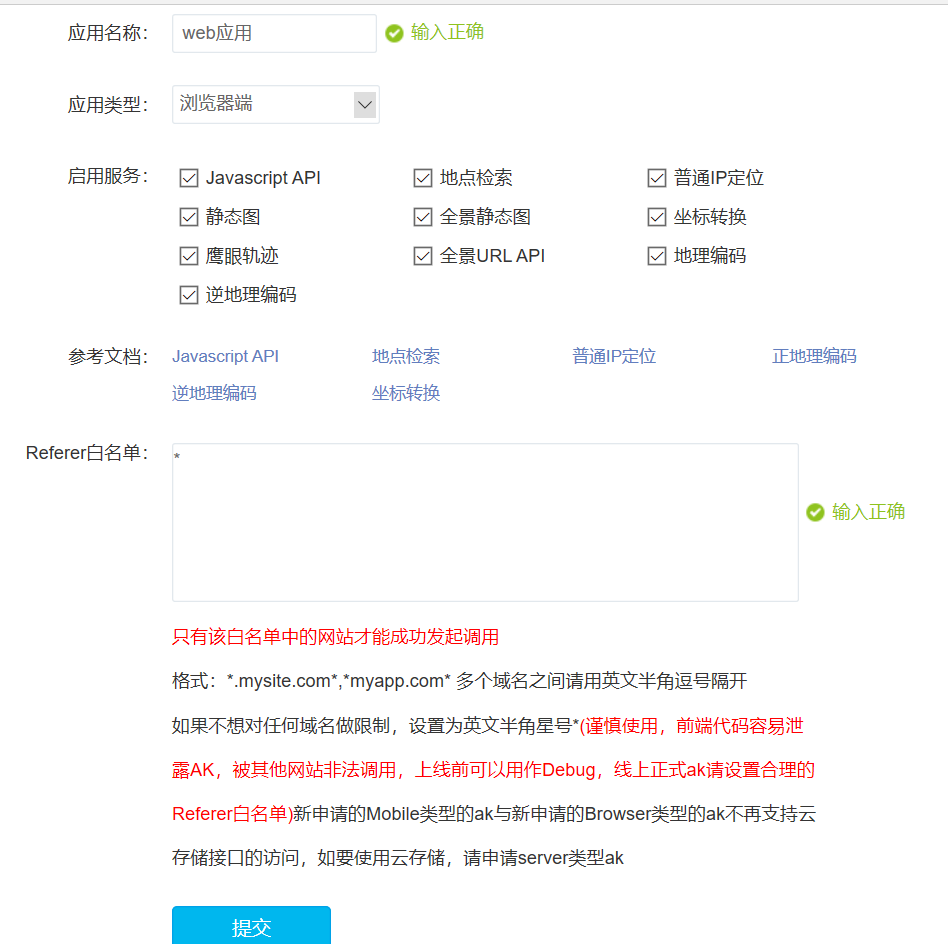 应用名称： web应用 输入正确
应用类型： 浏览器端
启用服务： Javascript API 地点检索 普通IP定位
静态图 全景静态图 坐标转换
鹰眼轨迹 全景URL API 地理编码
逆地理编码
参考文档： Javascript API 地点检索 普通IP定位 正地理编码
逆地理编码 坐标转换
Referer白名单： *
输入正确
只有该白名单中的网站才能成功发起调用
格式：*.mysite.com*,*myapp.com* 多个域名之间请用英文半角逗号隔开
如果不想对任何域名做限制，设置为英文半角星号*(谨慎使用，前端代码容易泄
露AK，被其他网站非法调用，上线前可以用作Debug，线上正式ak请设置合理的
Referer白名单)新申请的Mobile类型的ak与新申请的Browser类型的ak不再支持云
存储接口的访问，如要使用云存储，请申请server类型ak
提交